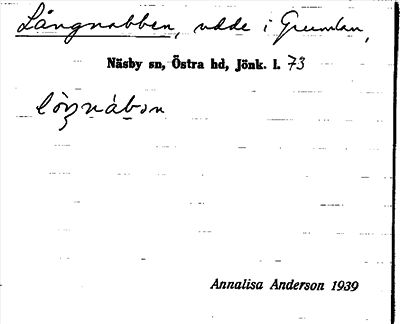 Långnabben, udde i Grumlan,
Näsby sn, Östra hd, Jönk. l. 73
Annalisa Anderson 1939